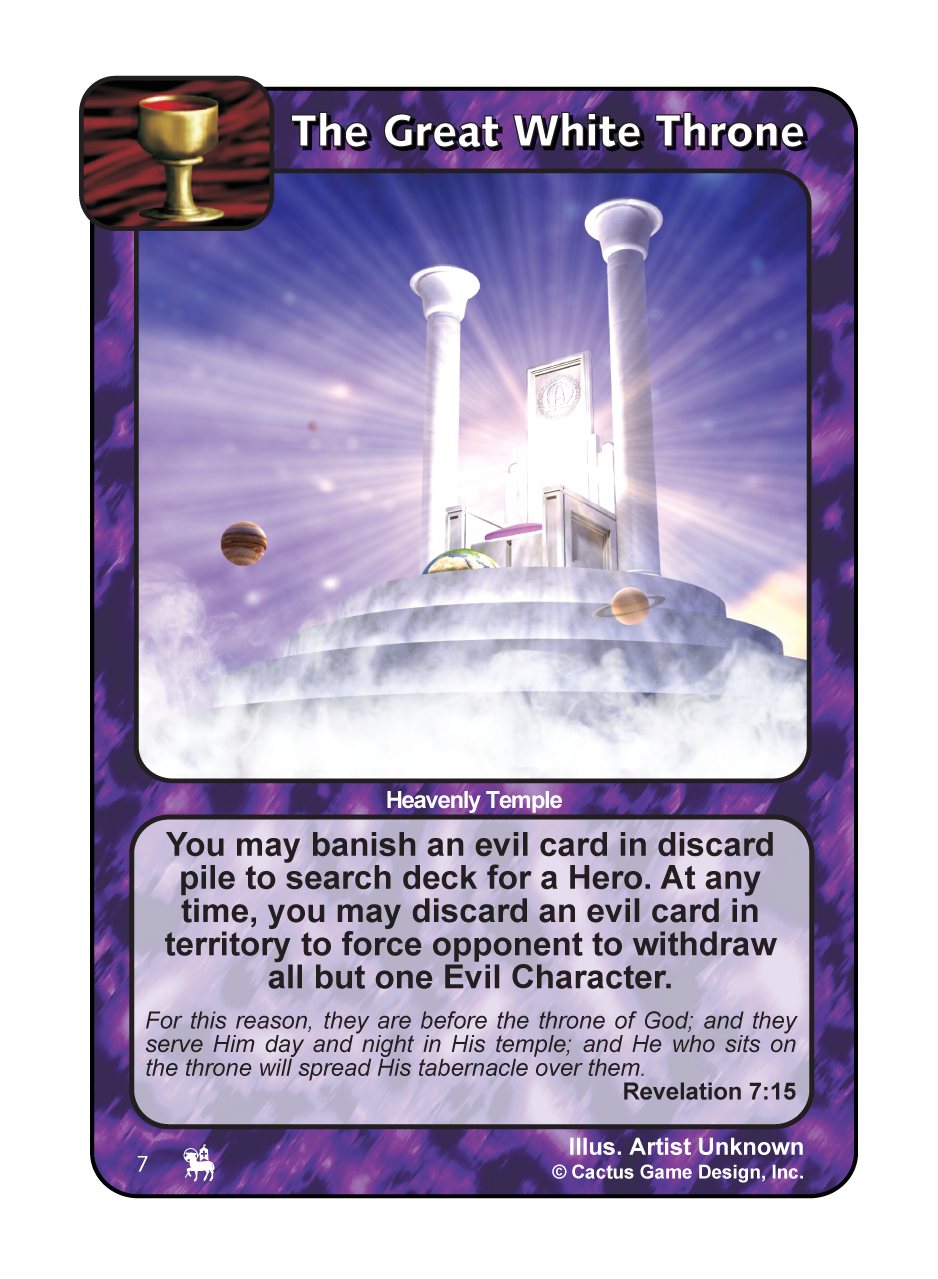 The Great White Throne
Heavenly Temple
You may banish an evil card in discard
pile to search deck for a Hero. At any
time, you may discard an evil card in
territory to force opponent to withdraw
all but one Evil Character.
For this reason, they are before the throne of God; and they
serve Him day and night in His temple; and He who sits on
the throne will spread His tabernacle over them.
Revelation 7:15
Illus. Artist Unknown
7
© Cactus Game Design, Inc.